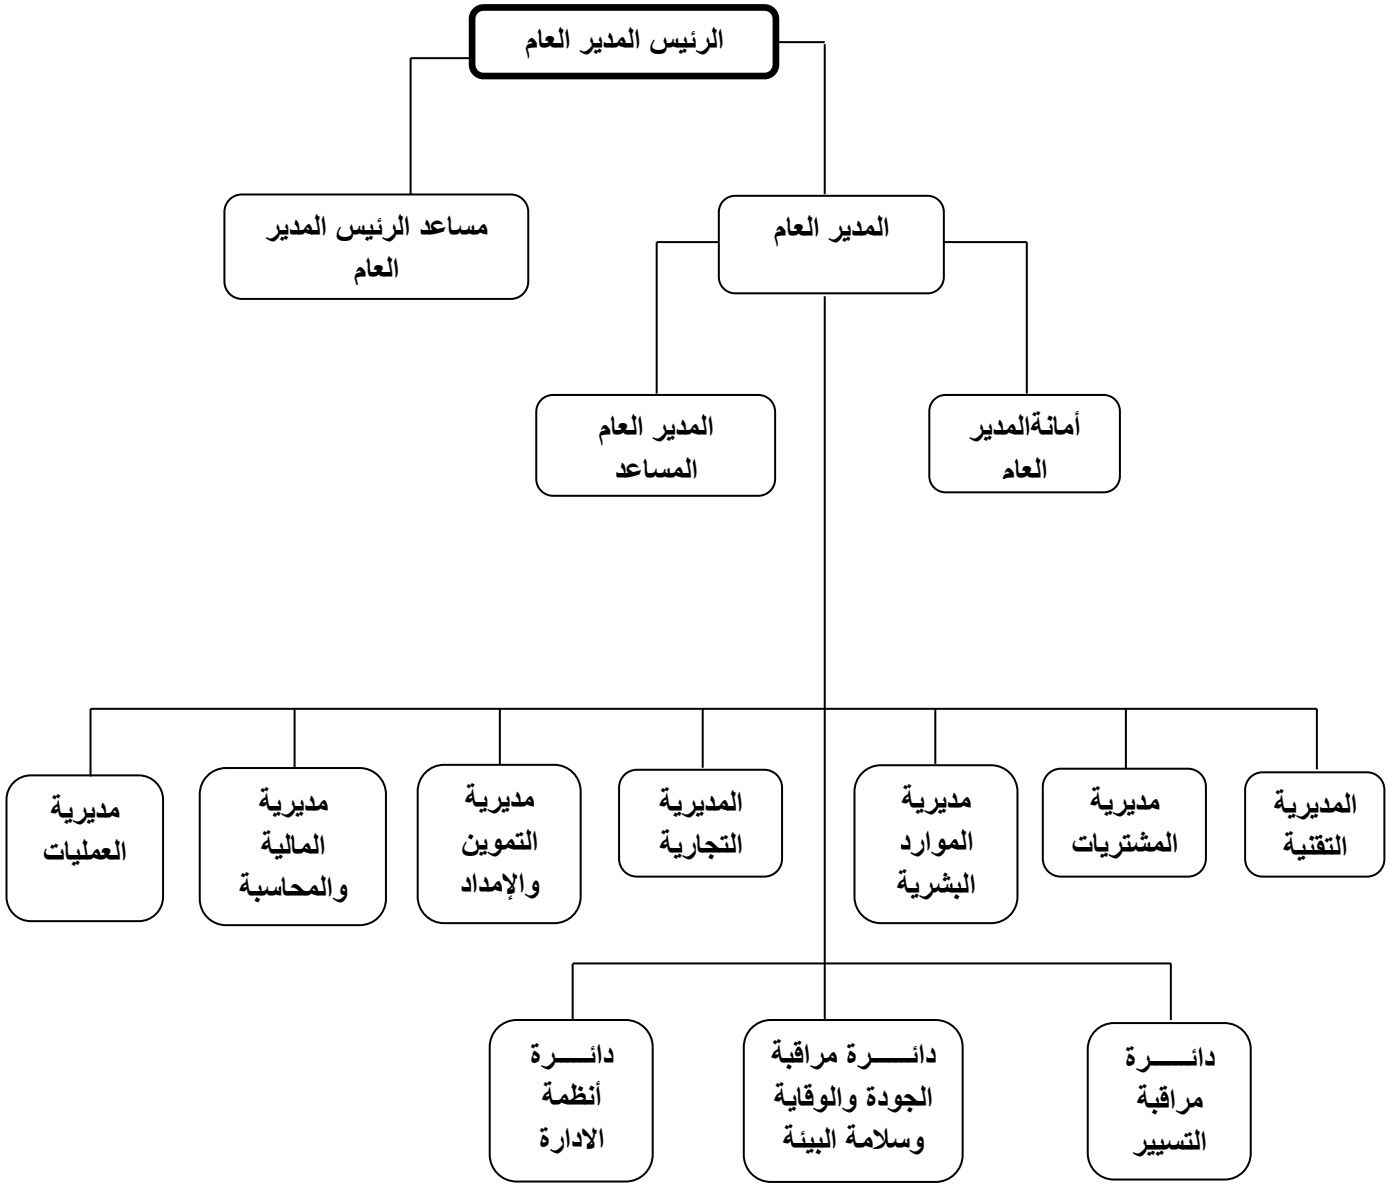 الرئيس المدير العام
المدير العام
مساعد الرئيس المدير
العام
أمانةالمدير
العام
المدير العام
المساعد
المديرية
التقنية
مديرية
المشتريات
مديرية
الموارد
البشرية
المديرية
التجارية
مديرية
التموين
والإمداد
مديرية
المالية
والمحاسبة
مديرية
العمليات
دائـــــرة
مراقبة
التسيير
دائـــــرة مراقبة
الجودة والوقاية
وسلامة البيئة
دائـــــرة
أنظمة
الادارة